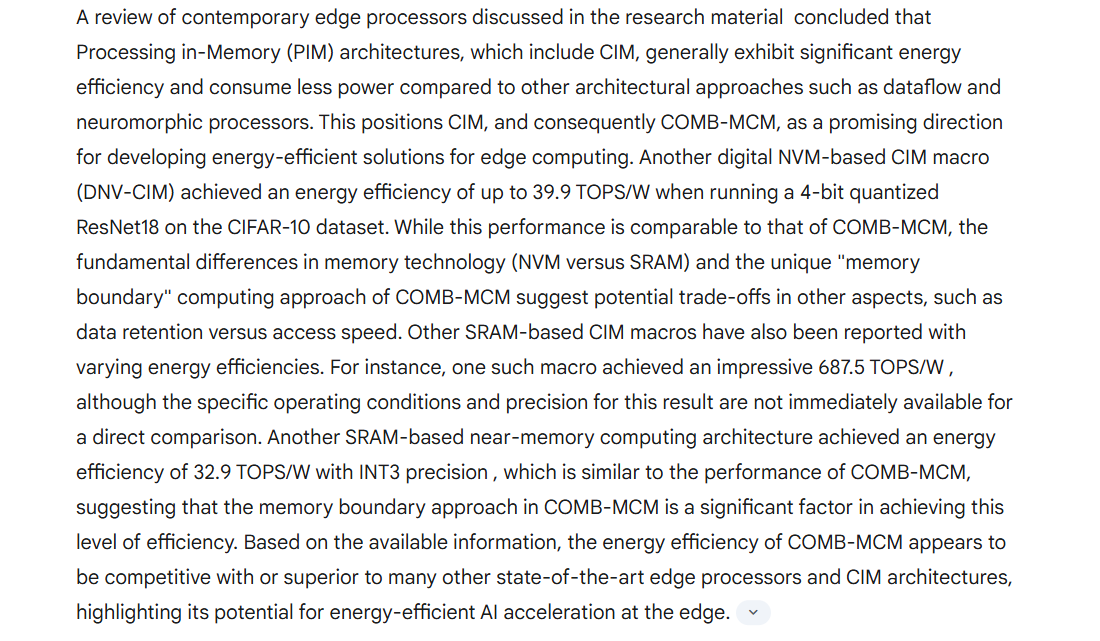 A review of contemporary edge processors discussed in the research material  concluded that
Processing in-Memory (PIM) architectures, which include CIM, generally exhibit significant energy
efficiency and consume less power compared to other architectural approaches such as dataflow and
neuromorphic processors. This positions CIM, and consequently COMB-MCM, as a promising direction
for developing energy-efficient solutions for edge computing. Another digital NVM-based CIM macro
(DNV-CIM) achieved an energy efficiency of up to 39.9 TOPS/W when running a 4-bit quantized
ResNet18 on the CIFAR-10 dataset. While this performance is comparable to that of COMB-MCM, the
fundamental differences in memory technology (NVM versus SRAM) and the unique "memory
boundary" computing approach of COMB-MCM suggest potential trade-offs in other aspects, such as
data retention versus access speed. Other SRAM-based CIM macros have also been reported with
varying energy efficiencies. For instance, one such macro achieved an impressive 687.5 TOPS/W ,
although the specific operating conditions and precision for this result are not immediately available for
a direct comparison. Another SRAM-based near-memory computing architecture achieved an energy
efficiency of 32.9 TOPS/W with INT3 precision , which is similar to the performance of COMB-MCM,
suggesting that the memory boundary approach in COMB-MCM is a significant factor in achieving this
level of efficiency. Based on the available information, the energy efficiency of COMB-MCM appears to
be competitive with or superior to many other state-of-the-art edge processors and CIM architectures,
highlighting its potential for energy-efficient AI acceleration at the edge.